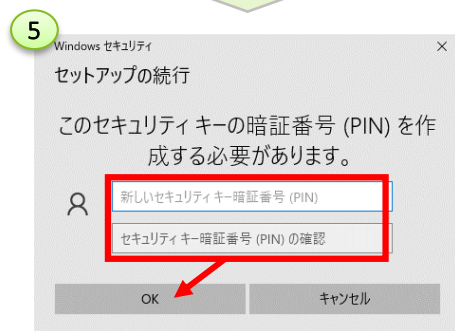 5
Windows セキュリティ
セットアップの続行
このセキュリティ キーの暗証番号 (PIN) を作
成する必要があります。
新しいセキュリティ キー暗証番号 (PIN)
セキュリティ キー暗証番号 (PIN) の確認
OK
キャンセル